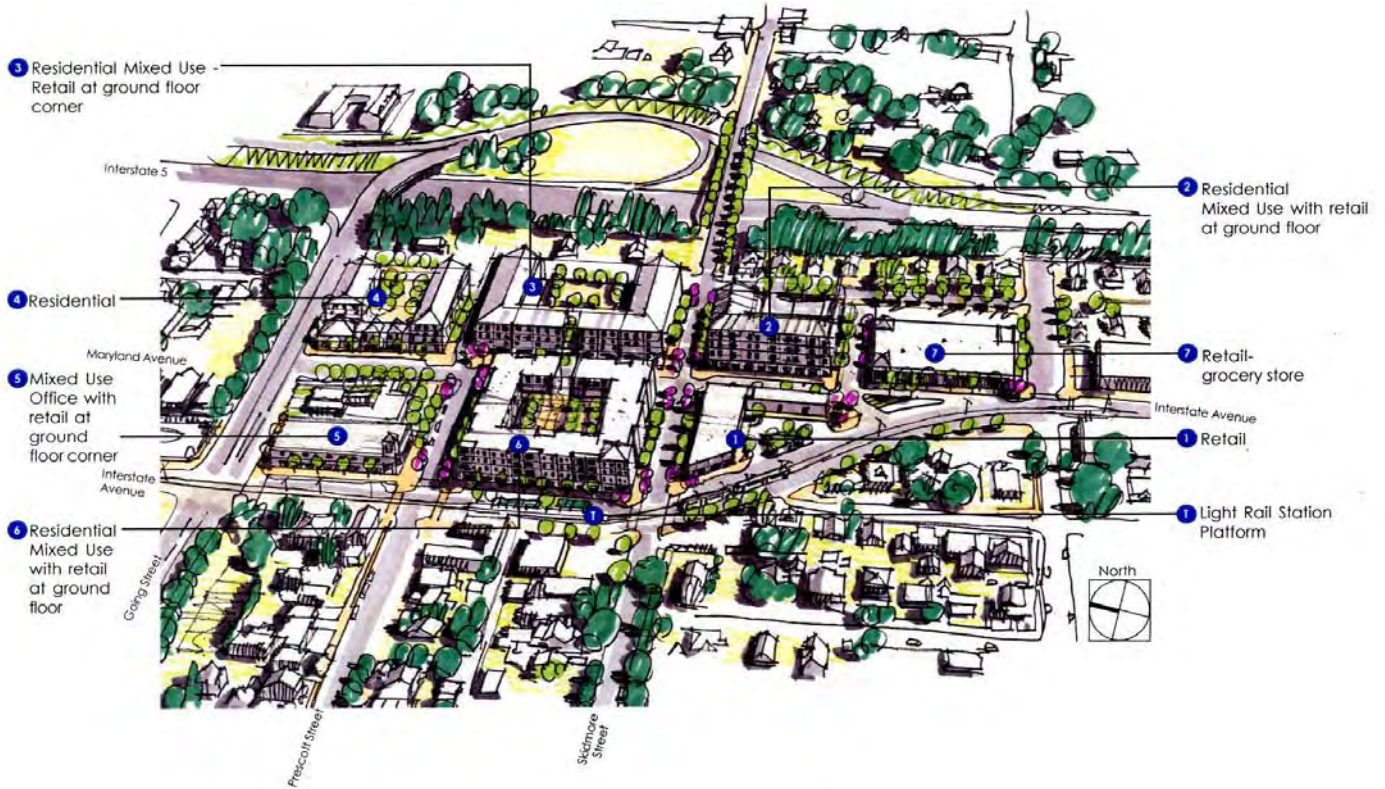 3 Residential Mixed Use -
Retail at ground floor
corner
Interstate 5
2 Residential
Mixed Use with retail
at ground floor
4 Residential
3
4
2
7
Maryland Avenue
5 Mixed Use
Office with
retail at
ground
floor corner
7 Retail-
grocery store
Interstate Avenue
5
6
1
1 Retail
Interstate
Avenue
T
T Light Rail Station
Platform
6 Residential
Mixed Use
with retail
at ground
floor
Going Street
North
Prescott Street
Skidmore
Street